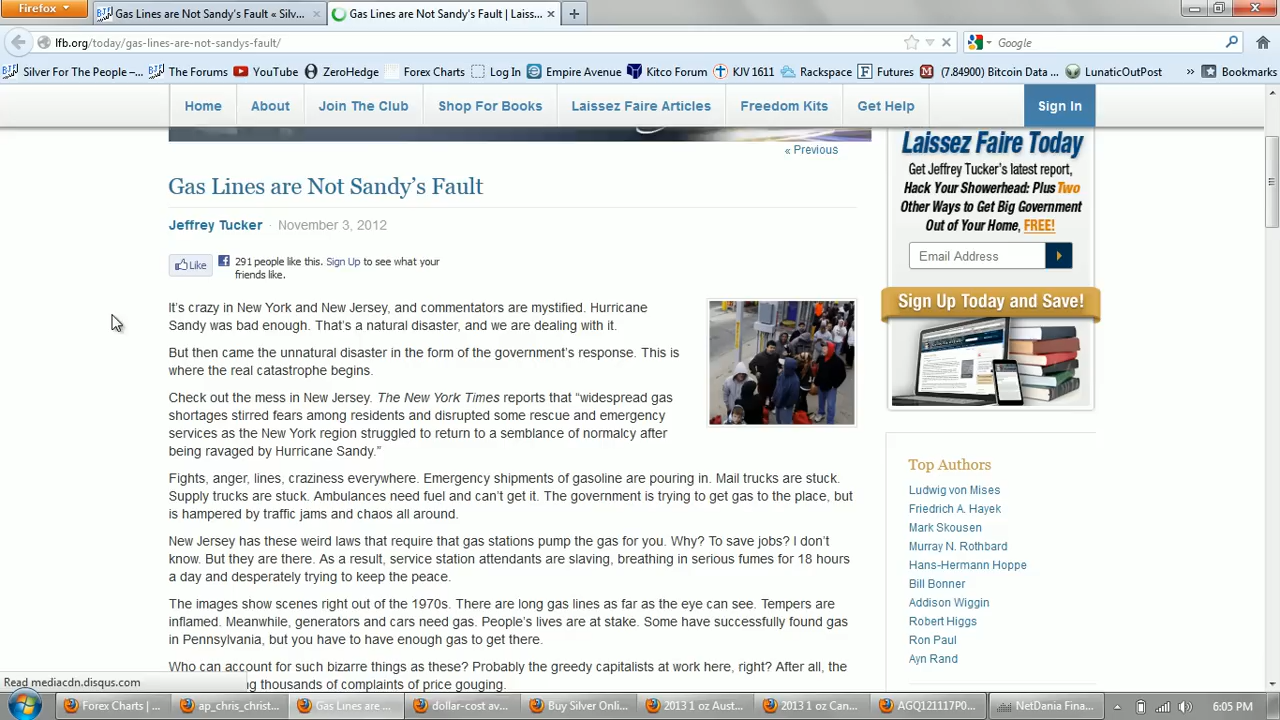 Firefox
Gas Lines are Not Sandy's Fault « Silv...
Gas Lines are Not Sandy's Fault | Laiss...
lfb.org/today/gas-lines-are-not-sandys-fault/
Google
Silver For The People –...
The Forums
YouTube
ZeroHedge
Forex Charts
Log In
Empire Avenue
Kitco Forum
KJV 1611
Rackspace
Futures
(7.84900) Bitcoin Data ...
LunaticOutPost
»
Bookmarks
Home
About
Join The Club
Shop For Books
Laissez Faire Articles
Freedom Kits
Get Help
Sign In
« Previous
Gas Lines are Not Sandy's Fault
Jeffrey Tucker · November 3, 2012
Like
291 people like this. Sign Up to see what your
friends like.
It's crazy in New York and New Jersey, and commentators are mystified. Hurricane
Sandy was bad enough. That's a natural disaster, and we are dealing with it.
But then came the unnatural disaster in the form of the government's response. This is
where the real catastrophe begins.
Check out the mess in New Jersey. The New York Times reports that “widespread gas
shortages stirred fears among residents and disrupted some rescue and emergency
services as the New York region struggled to return to a semblance of normalcy after
being ravaged by Hurricane Sandy.”
Fights, anger, lines, craziness everywhere. Emergency shipments of gasoline are pouring in. Mail trucks are stuck.
Supply trucks are stuck. Ambulances need fuel and can't get it. The government is trying to get gas to the place, but
is hampered by traffic jams and chaos all around.
New Jersey has these weird laws that require that gas stations pump the gas for you. Why? To save jobs? I don't
know. But they are there. As a result, service station attendants are slaving, breathing in serious fumes for 18 hours
a day and desperately trying to keep the peace.
The images show scenes right out of the 1970s. There are long gas lines as far as the eye can see. Tempers are
inflamed. Meanwhile, generators and cars need gas. People's lives are at stake. Some have successfully found gas
in Pennsylvania, but you have to have enough gas to get there.
Who can account for such bizarre things as these? Probably the greedy capitalists at work here, right? After all, the
ng thousands of complaints of price gouging.
Laissez Faire Today
Get Jeffrey Tucker's latest report,
Hack Your Showerhead: Plus Two
Other Ways to Get Big Government
Out of Your Home, FREE!
Email Address
Sign Up Today and Save!
Top Authors
Ludwig von Mises
Friedrich A. Hayek
Mark Skousen
Murray N. Rothbard
Hans-Hermann Hoppe
Bill Bonner
Addison Wiggin
Robert Higgs
Ron Paul
Ayn Rand
Read mediacdn.disqus.com
Forex Charts | ...
ap_chris_christ...
Gas Lines are ...
dollar-cost av...
Buy Silver Onli...
2013 1 oz Aust...
2013 1 oz Can...
AGQ121117P0...
NetDania Fina...
6:05 PM